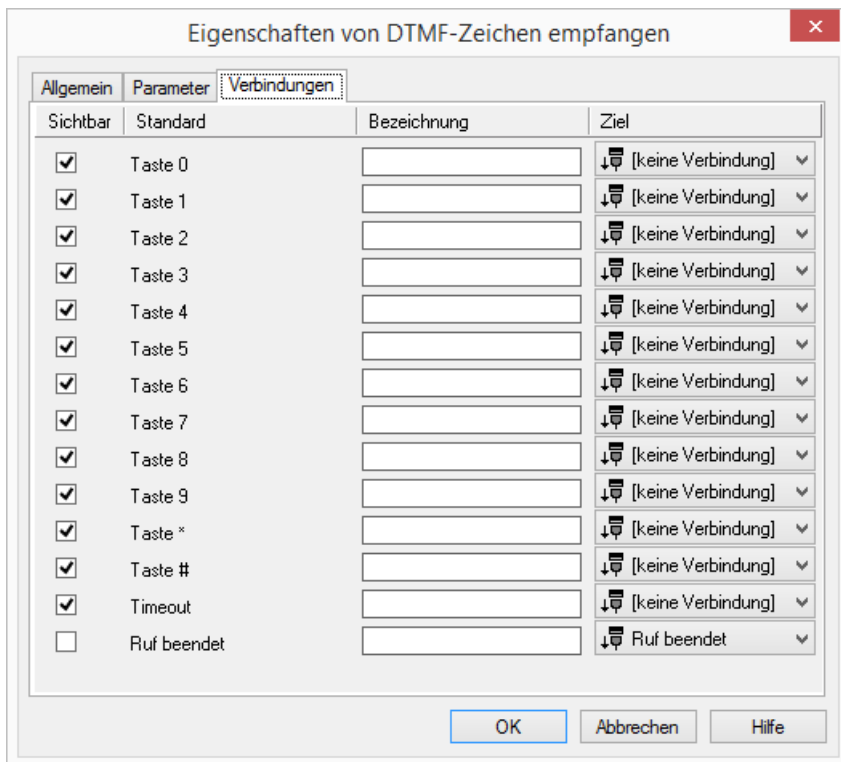 Eigenschaften von DTMF-Zeichen empfangen
Allgemein Parameter Verbindungen
Sichtbar Standard Bezeichnung Ziel
Taste 0 [keine Verbindung]
Taste 1 [keine Verbindung]
Taste 2 [keine Verbindung]
Taste 3 [keine Verbindung]
Taste 4 [keine Verbindung]
Taste 5 [keine Verbindung]
Taste 6 [keine Verbindung]
Taste 7 [keine Verbindung]
Taste 8 [keine Verbindung]
Taste 9 [keine Verbindung]
Taste * [keine Verbindung]
Taste # [keine Verbindung]
Timeout [keine Verbindung]
Ruf beendet Ruf beendet
OK Abbrechen Hilfe